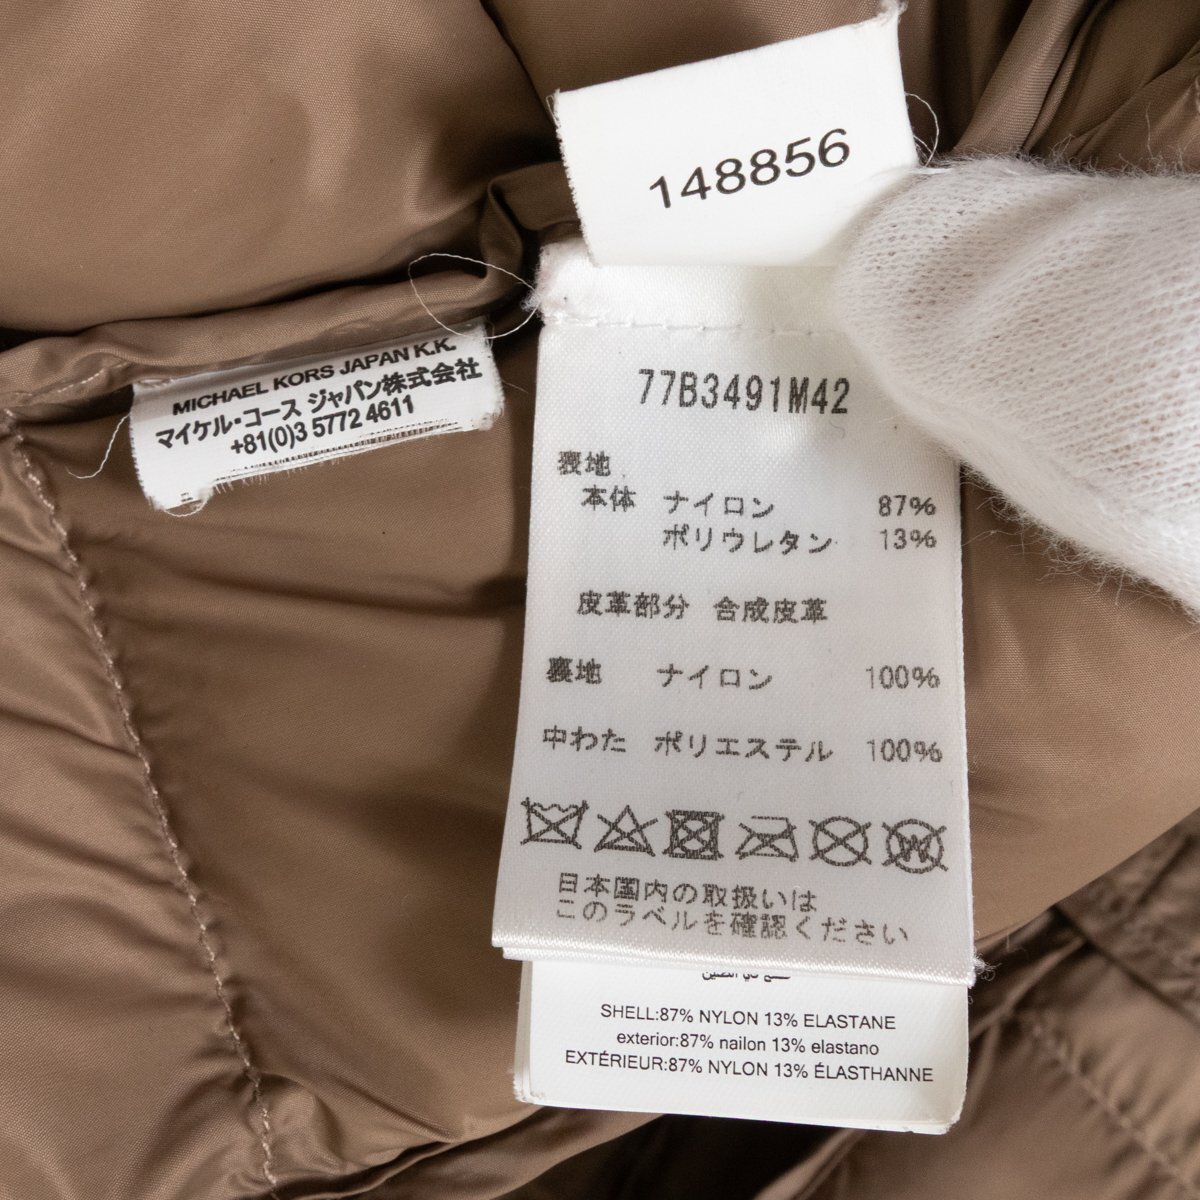 148856
MICHAEL KORS JAPAN K.K.
マイケル・コース ジャパン株式会社
+81(0)3 5772 4611
77B3491M42
表地
本体 ナイロン 87%
ポリウレタン 13%
皮革部分 合成皮革
裏地 ナイロン 100%
中わた ポリエステル 100%
W
日本国内の取扱いは
このラベルを確認ください
SHELL:87% NYLON 13% ELASTANE
exterior:87% nailon 13% elastano
EXTÉRIEUR:87% NYLON 13% ÉLASTHANNE